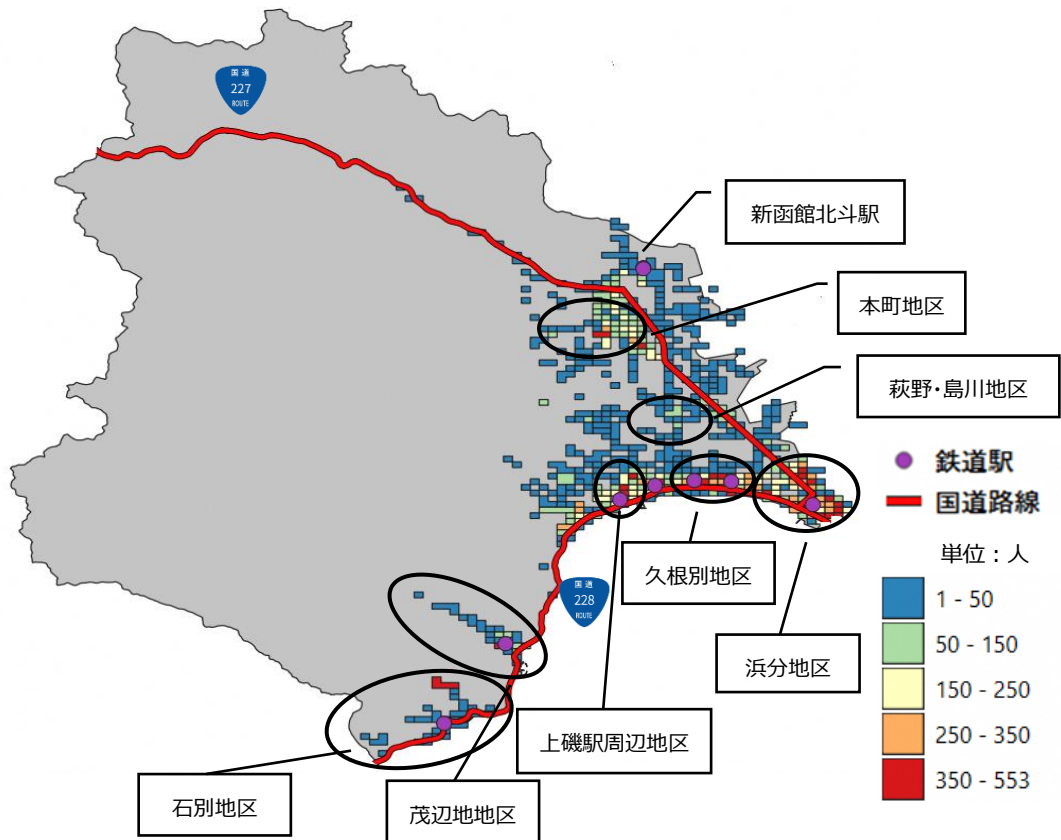 国道
227
ROUTE
新函館北斗駅
本町地区
萩野・島川地区
鉄道駅
国道路線
単位：人
1 - 50
50 - 150
150 - 250
250 - 350
350 - 553
久根別地区
国道
228
ROUTE
浜分地区
上磯駅周辺地区
石別地区
茂辺地地区